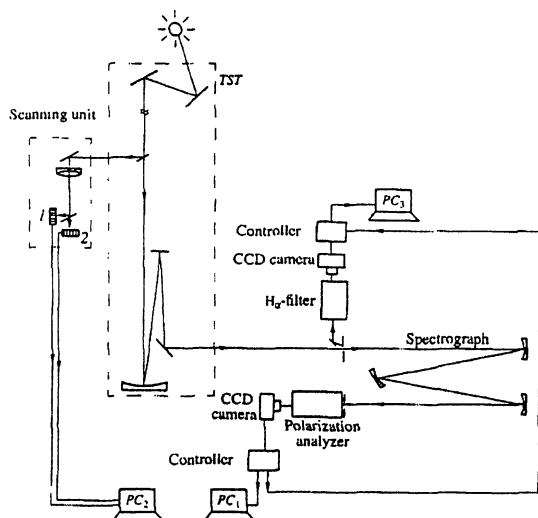 TST
Scanning unit
1
2
PC3
Controller
CCD camera
Hα-filter
Spectrograph
CCD
camera
Polarization
analyzer
Controller
PC2
PC1